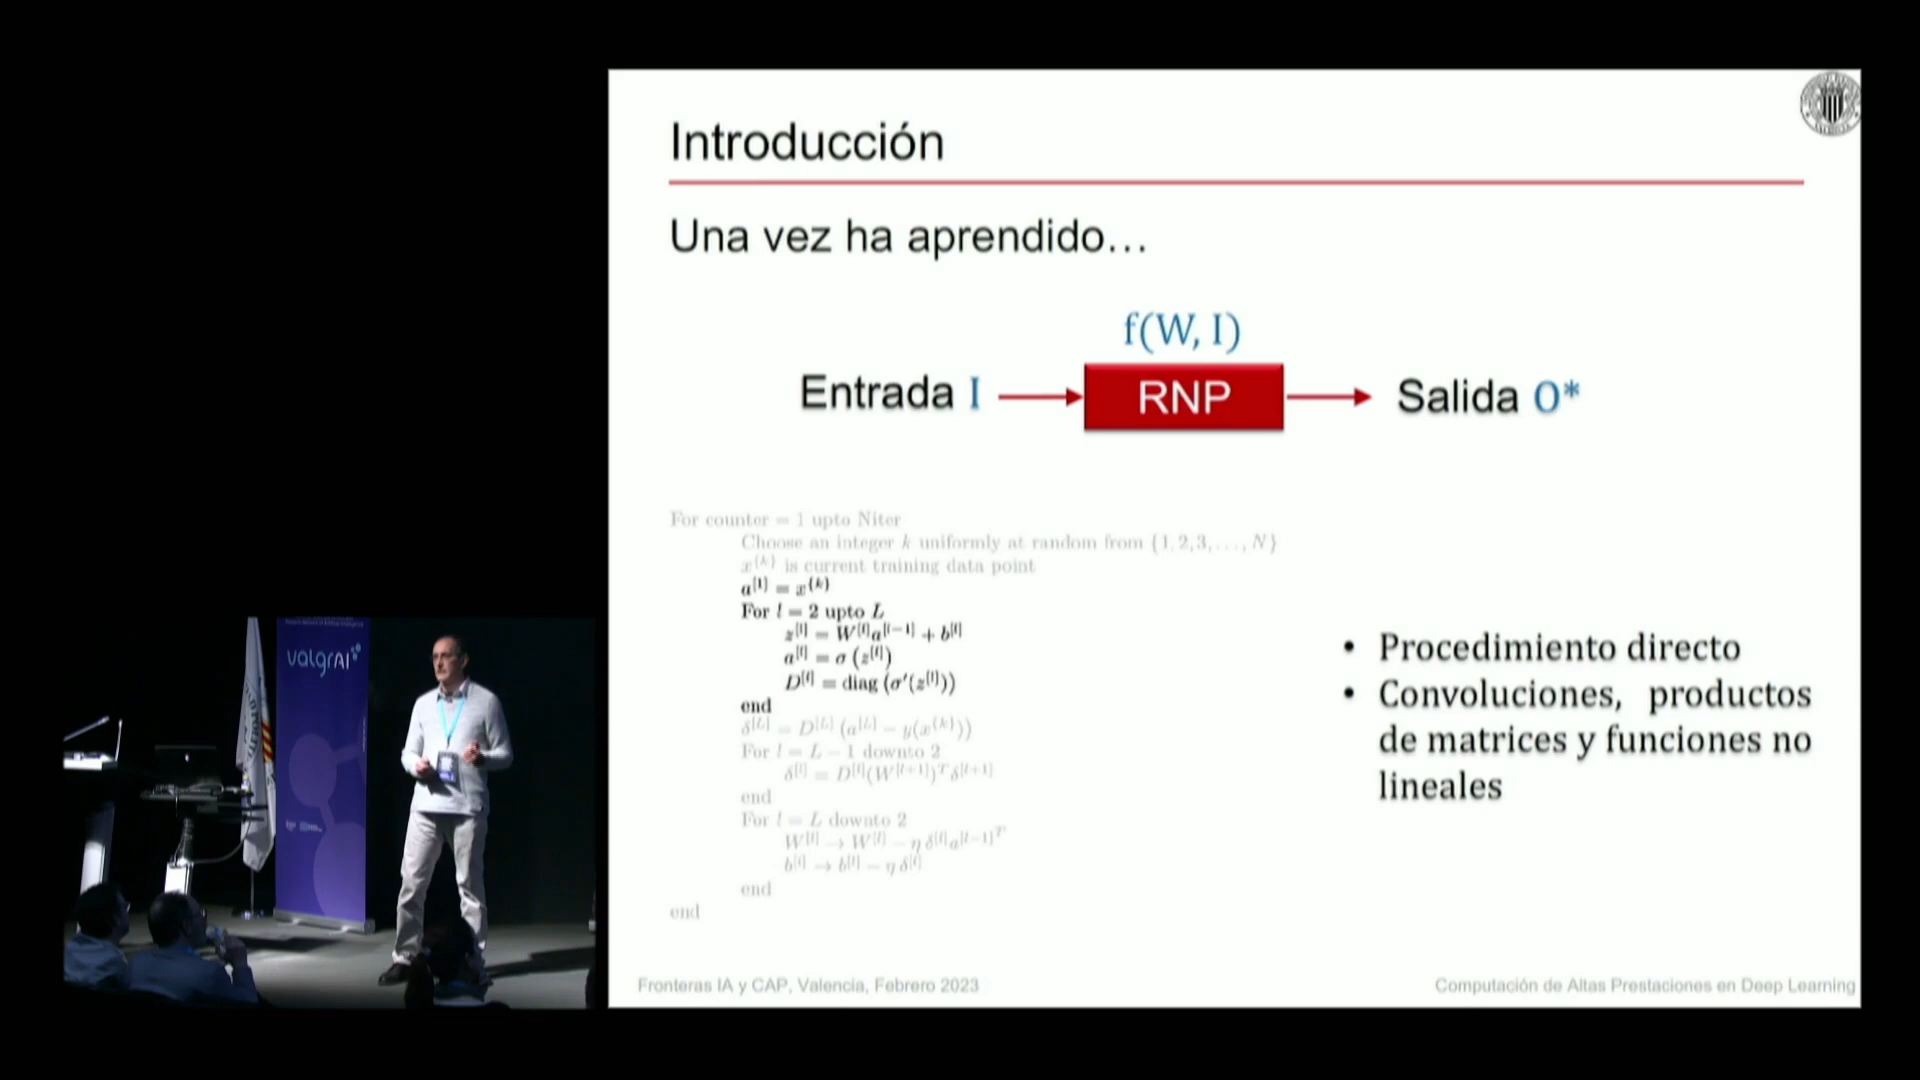 Introducción
Una vez ha aprendido...
f(W, I)
Entrada I
RNP
Salida O*
For counter = 1 upto Niter
Choose an integer k uniformly at random from {1, 2, 3, . . . , N}
x^{k} is current training data point
a^[1] = x^{k}
For l = 2 upto L
z^[l] = W^[l]a^[l−1] + b^[l]
a^[l] = σ (z^[l])
D^[l] = diag (σ′(z^[l]))
end
δ^[L] = D^[L] (a^[L] − y(x^{k}))
For l = L − 1 downto 2
δ^[l] = D^[l](W^[l+1])^T δ^[l+1]
end
For l = L downto 2
W^[l] → W^[l] − η δ^[l]a^[l−1]^T
b^[l] → b^[l] − η δ^[l]
end
end
• Procedimiento directo
• Convoluciones, productos
de matrices y funciones no
lineales
Fronteras IA y CAP, Valencia, Febrero 2023
Computación de Altas Prestaciones en Deep Learning
valgrAI